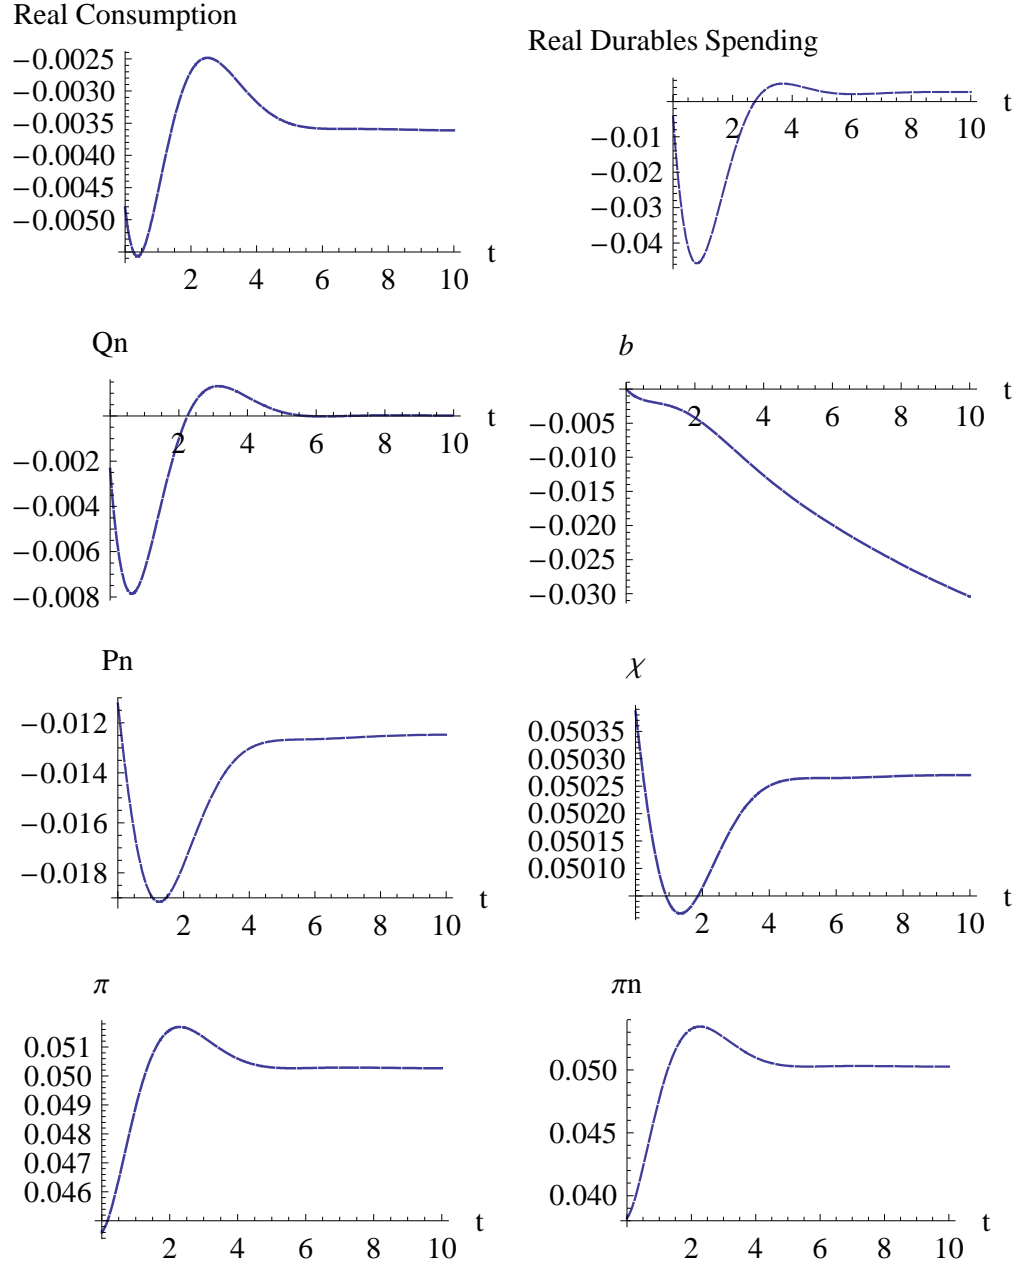 Real Consumption
−0.0025
−0.0030
−0.0035
−0.0040
−0.0045
−0.0050
2 4 6 8 10
t
Real Durables Spending
−0.01
−0.02
−0.03
−0.04
2 4 6 8 10
t
Qn
−0.002
−0.004
−0.006
−0.008
2 4 6 8 10
t
b
−0.005
−0.010
−0.015
−0.020
−0.025
−0.030
2 4 6 8 10
t
Pn
−0.012
−0.014
−0.016
−0.018
2 4 6 8 10
t
χ
0.05035
0.05030
0.05025
0.05020
0.05015
0.05010
2 4 6 8 10
t
π
0.051
0.050
0.049
0.048
0.047
0.046
2 4 6 8 10
t
πn
0.050
0.045
0.040
2 4 6 8 10
t